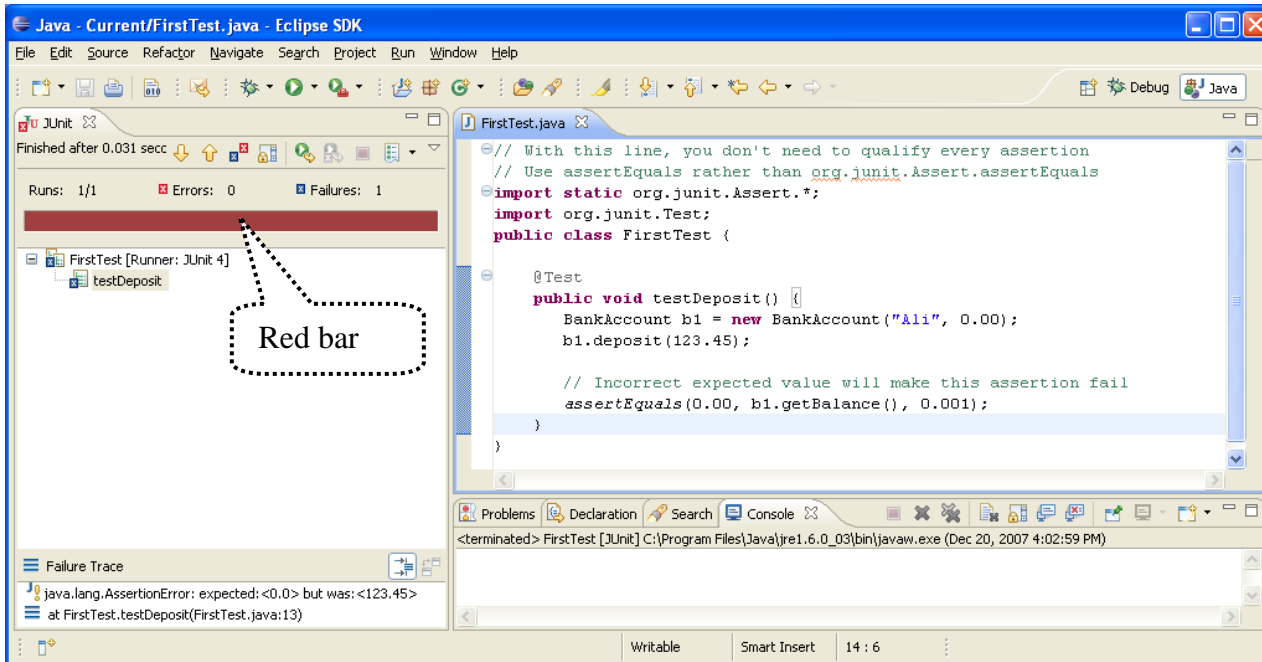 Java - Current/FirstTest.java - Eclipse SDK
File Edit Source Refactor Navigate Search Project Run Window Help
Debug Java
JUnit
Finished after 0.031 secc
Runs: 1/1 Errors: 0 Failures: 1
FirstTest [Runner: JUnit 4]
testDeposit
Red bar
Failure Trace
java.lang.AssertionError: expected:<0.0> but was:<123.45>
at FirstTest.testDeposit(FirstTest.java:13)
FirstTest.java
// With this line, you don't need to qualify every assertion
// Use assertEquals rather than org.junit.Assert.assertEquals
import static org.junit.Assert.*;
import org.junit.Test;
public class FirstTest {
@Test
public void testDeposit() {
BankAccount b1 = new BankAccount("Ali", 0.00);
b1.deposit(123.45);
// Incorrect expected value will make this assertion fail
assertEquals(0.00, b1.getBalance(), 0.001);
}
}
Problems Declaration Search Console
<terminated> FirstTest [JUnit] C:\Program Files\Java\jre1.6.0_03\bin\javaw.exe (Dec 20, 2007 4:02:59 PM)
Writable Smart Insert 14 : 6